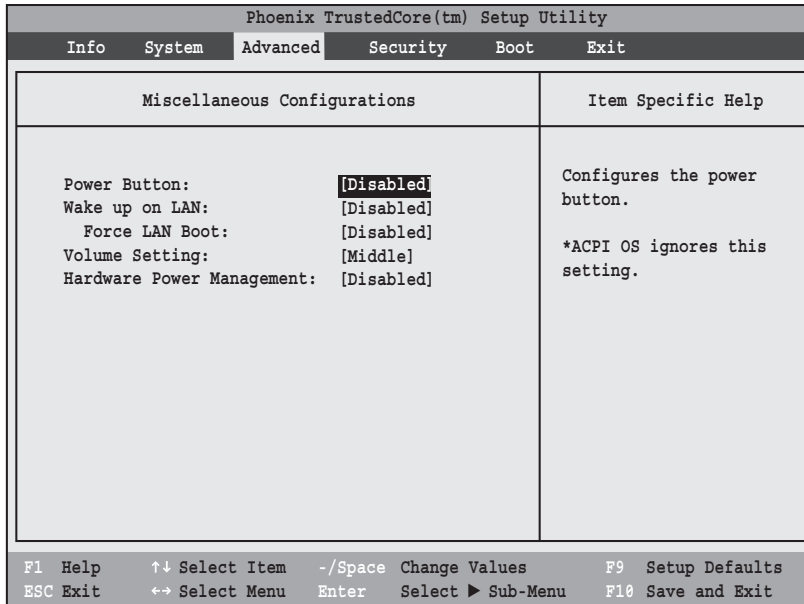 Phoenix TrustedCore(tm) Setup Utility
Info System Advanced Security Boot Exit
Miscellaneous Configurations
Item Specific Help
Power Button: [Disabled]
Wake up on LAN: [Disabled]
Force LAN Boot: [Disabled]
Volume Setting: [Middle]
Hardware Power Management: [Disabled]
Configures the power
button.
*ACPI OS ignores this
setting.
F1 Help ↑↓ Select Item -/Space Change Values F9 Setup Defaults
ESC Exit ←→ Select Menu Enter Select ▶ Sub-Menu F10 Save and Exit